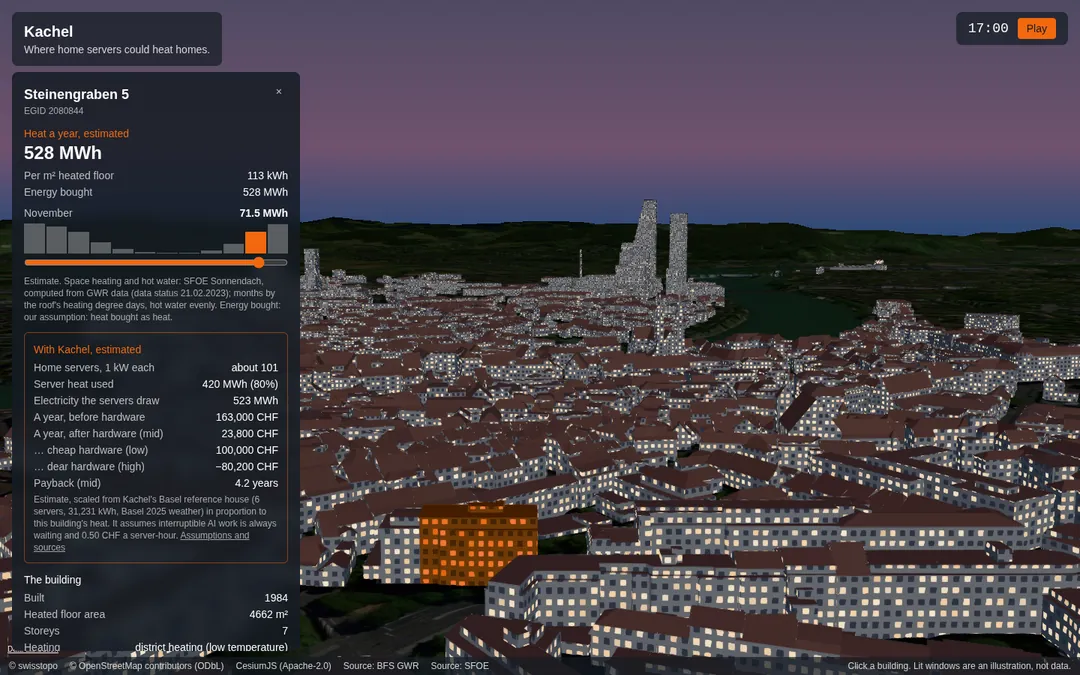 Kachel
Where home servers could heat homes.
17:00
Play
Steinengraben 5
×
EGID 2080844
Heat a year, estimated
528 MWh
Per m² heated floor 113 kWh
Energy bought 528 MWh
November 71.5 MWh
Estimate. Space heating and hot water: SFOE Sonnendach,
computed from GWR data (data status 21.02.2023); months by
the roof's heating degree days, hot water evenly. Energy bought:
our assumption: heat bought as heat.
With Kachel, estimated
Home servers, 1 kW each about 101
Server heat used 420 MWh (80%)
Electricity the servers draw 523 MWh
A year, before hardware 163,000 CHF
A year, after hardware (mid) 23,800 CHF
… cheap hardware (low) 100,000 CHF
… dear hardware (high) −80,200 CHF
Payback (mid) 4.2 years
Estimate, scaled from Kachel's Basel reference house (6
servers, 31,231 kWh, Basel 2025 weather) in proportion to
this building's heat. It assumes interruptible AI work is always
waiting and 0.50 CHF a server-hour. Assumptions and
sources
The building
Built 1984
Heated floor area 4662 m²
Storeys 7
Heating district heating (low temperature)
© swisstopo © OpenStreetMap contributors (ODbL) CesiumJS (Apache-2.0) Source: BFS GWR Source: SFOE
Click a building. Lit windows are an illustration, not data.